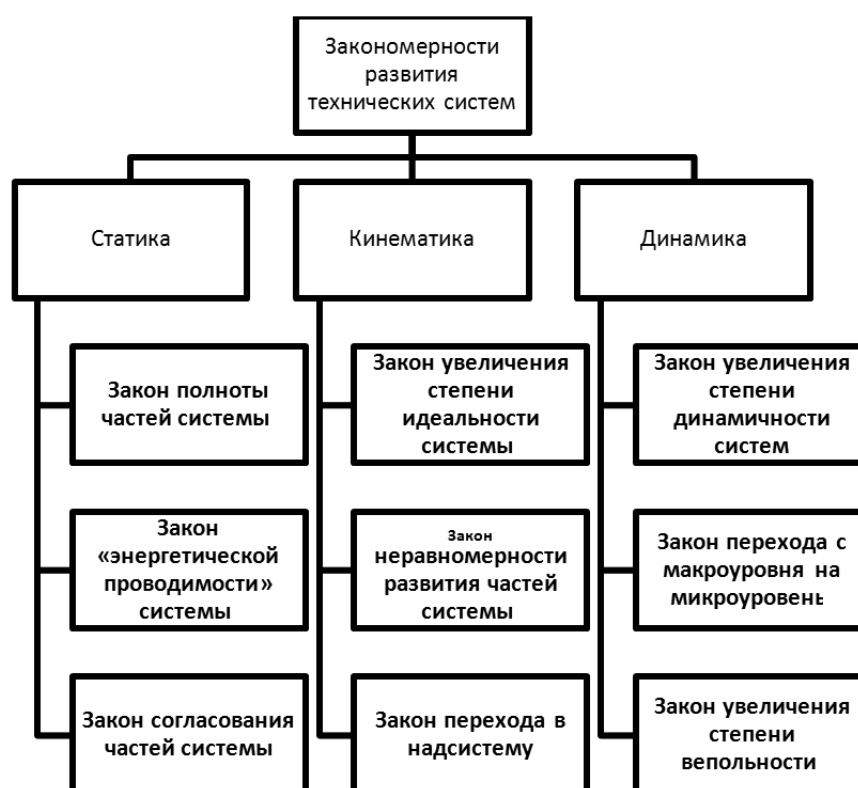 Закономерности
развития
технических систем
Статика
Кинематика
Динамика
Закон полноты
частей системы
Закон увеличения
степени
идеальности
системы
Закон увеличения
степени
динамичности
систем
Закон
«энергетической
проводимости»
системы
Закон
неравномерности
развития частей
системы
Закон перехода с
макроуровня на
микроуровень
Закон согласования
частей системы
Закон перехода в
надсистему
Закон увеличения
степени
вепольности